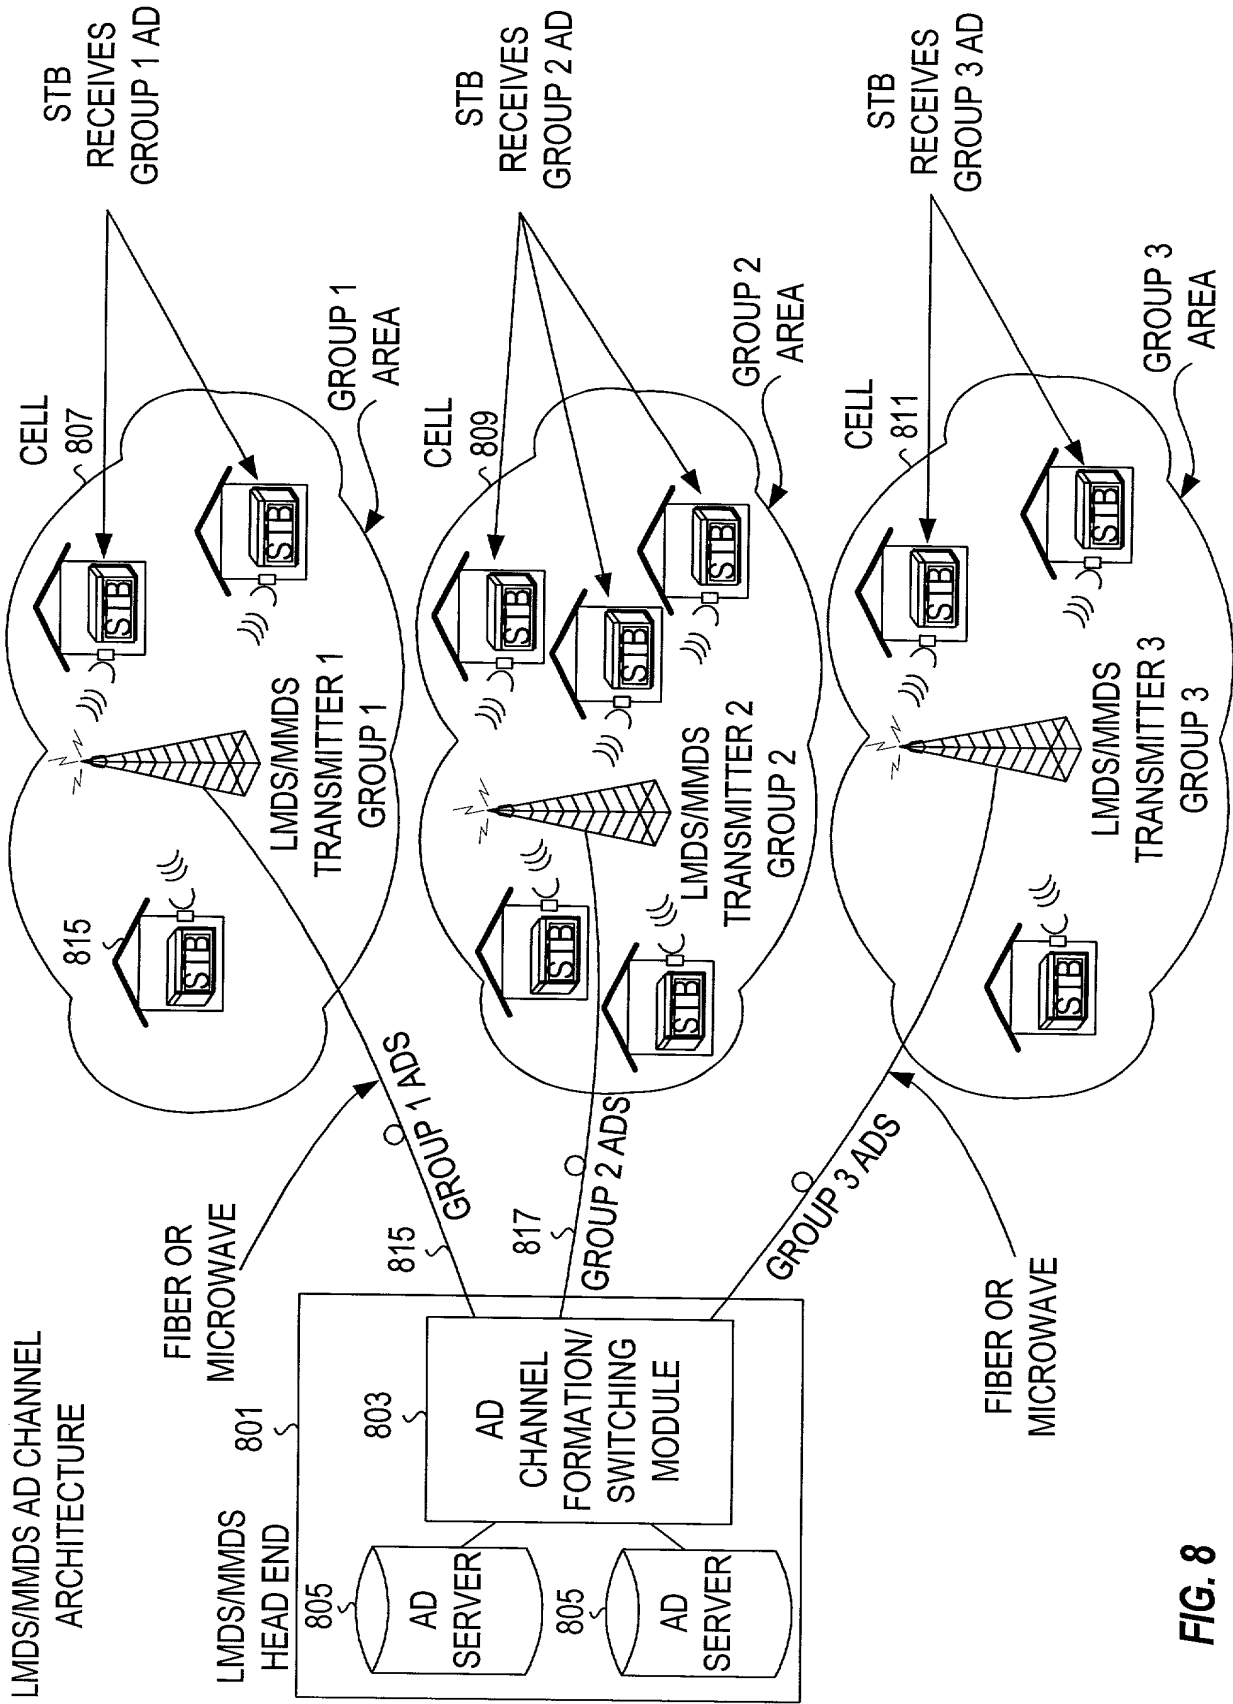 LMDS/MMDS AD CHANNEL
ARCHITECTURE
LMDS/MMDS
HEAD END
801
805
AD
SERVER
805
AD
SERVER
803
AD
CHANNEL
FORMATION/
SWITCHING
MODULE
FIBER OR
MICROWAVE
815
GROUP 1 ADS
817
GROUP 2 ADS
GROUP 3 ADS
FIBER OR
MICROWAVE
CELL
807
815
STB
STB
STB
LMDS/MMDS
TRANSMITTER 1
GROUP 1
GROUP 1
AREA
STB
RECEIVES
GROUP 1 AD
CELL
809
STB
STB
STB
STB
STB
LMDS/MMDS
TRANSMITTER 2
GROUP 2
GROUP 2
AREA
STB
RECEIVES
GROUP 2 AD
CELL
811
STB
STB
STB
LMDS/MMDS
TRANSMITTER 3
GROUP 3
GROUP 3
AREA
STB
RECEIVES
GROUP 3 AD
FIG. 8